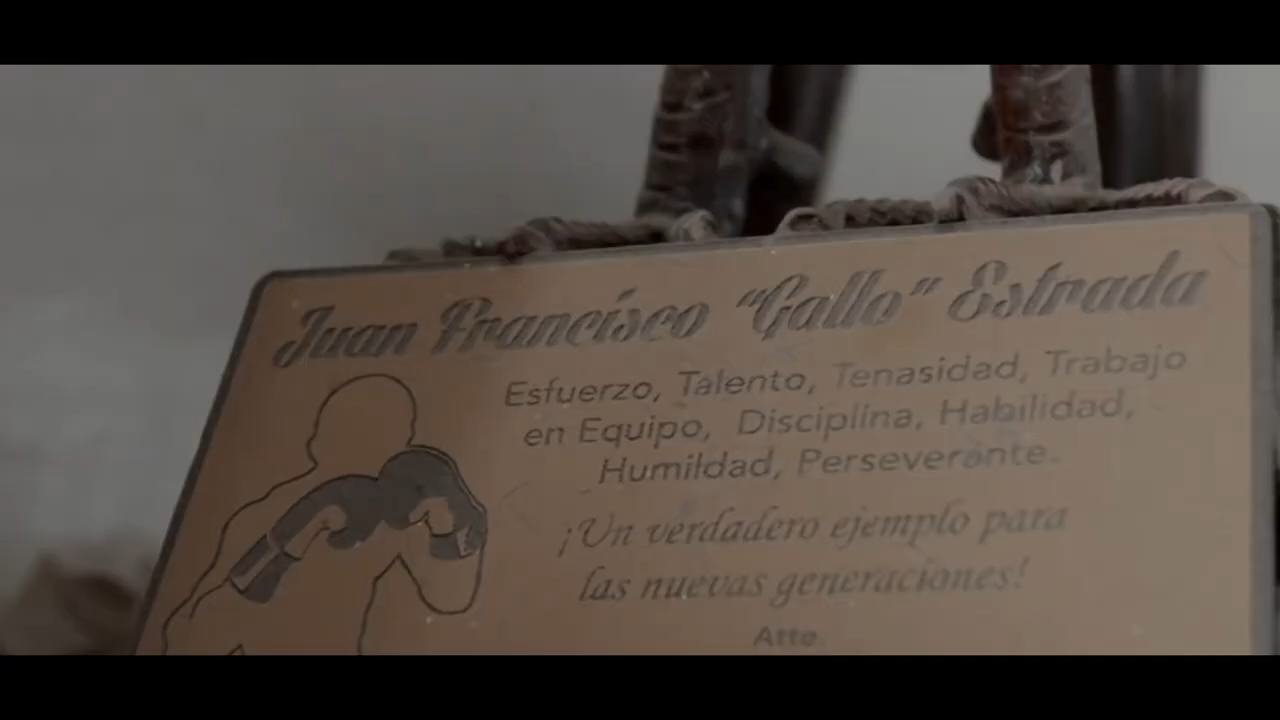 Juan Francisco "Gallo" Estrada
Esfuerzo, Talento, Tenasidad, Trabajo
en Equipo, Disciplina, Habilidad,
Humildad, Perseverante.
¡Un verdadero ejemplo para
las nuevas generaciones!
Atte.